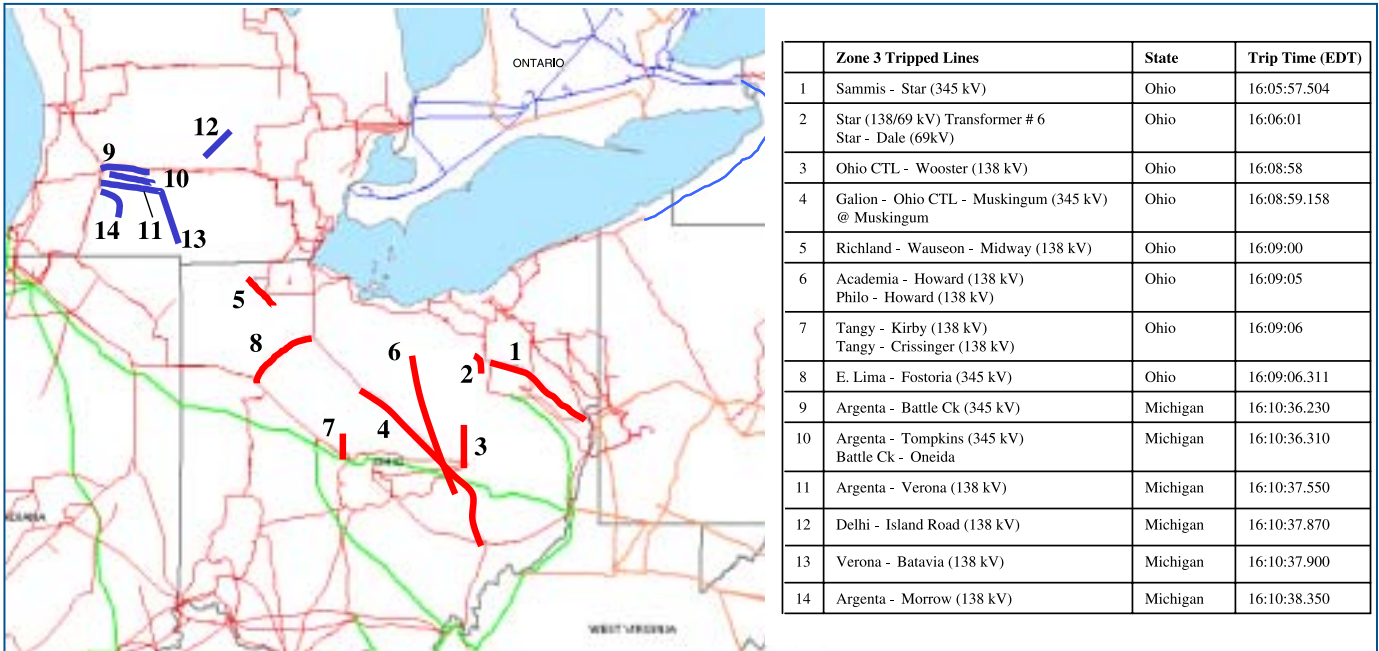 ONTARIO
12
9
10
14
11
13
5
8
6
1
2
7
4
3
OHIO
WEST VIRGINIA
Zone 3 Tripped Lines State Trip Time (EDT)
1 Sammis - Star (345 kV) Ohio 16:05:57.504
2 Star (138/69 kV) Transformer # 6 Ohio 16:06:01
Star - Dale (69kV)
3 Ohio CTL - Wooster (138 kV) Ohio 16:08:58
4 Galion - Ohio CTL - Muskingum (345 kV) Ohio 16:08:59.158
@ Muskingum
5 Richland - Wauseon - Midway (138 kV) Ohio 16:09:00
6 Academia - Howard (138 kV) Ohio 16:09:05
Philo - Howard (138 kV)
7 Tangy - Kirby (138 kV) Ohio 16:09:06
Tangy - Crissinger (138 kV)
8 E. Lima - Fostoria (345 kV) Ohio 16:09:06.311
9 Argenta - Battle Ck (345 kV) Michigan 16:10:36.230
10 Argenta - Tompkins (345 kV) Michigan 16:10:36.310
Battle Ck - Oneida
11 Argenta - Verona (138 kV) Michigan 16:10:37.550
12 Delhi - Island Road (138 kV) Michigan 16:10:37.870
13 Verona - Batavia (138 kV) Michigan 16:10:37.900
14 Argenta - Morrow (138 kV) Michigan 16:10:38.350